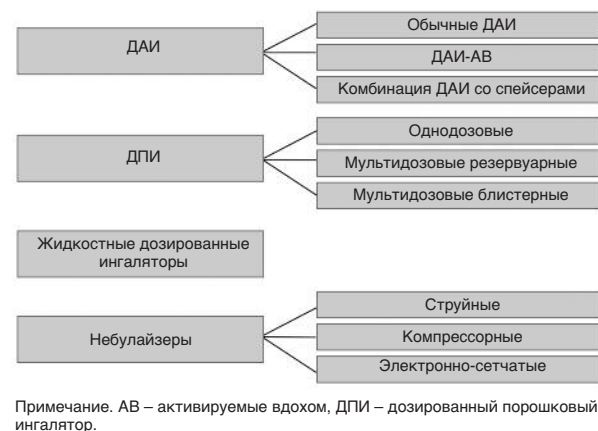 ДАИ
Обычные ДАИ
ДАИ-АВ
Комбинация ДАИ со спейсерами
ДПИ
Однодозовые
Мультидозовые резервуарные
Мультидозовые блистерные
Жидкостные дозированные
ингаляторы
Небулайзеры
Струйные
Компрессорные
Электронно-сетчатые
Примечание. АВ – активируемые вдохом, ДПИ – дозированный порошковый
ингалятор.